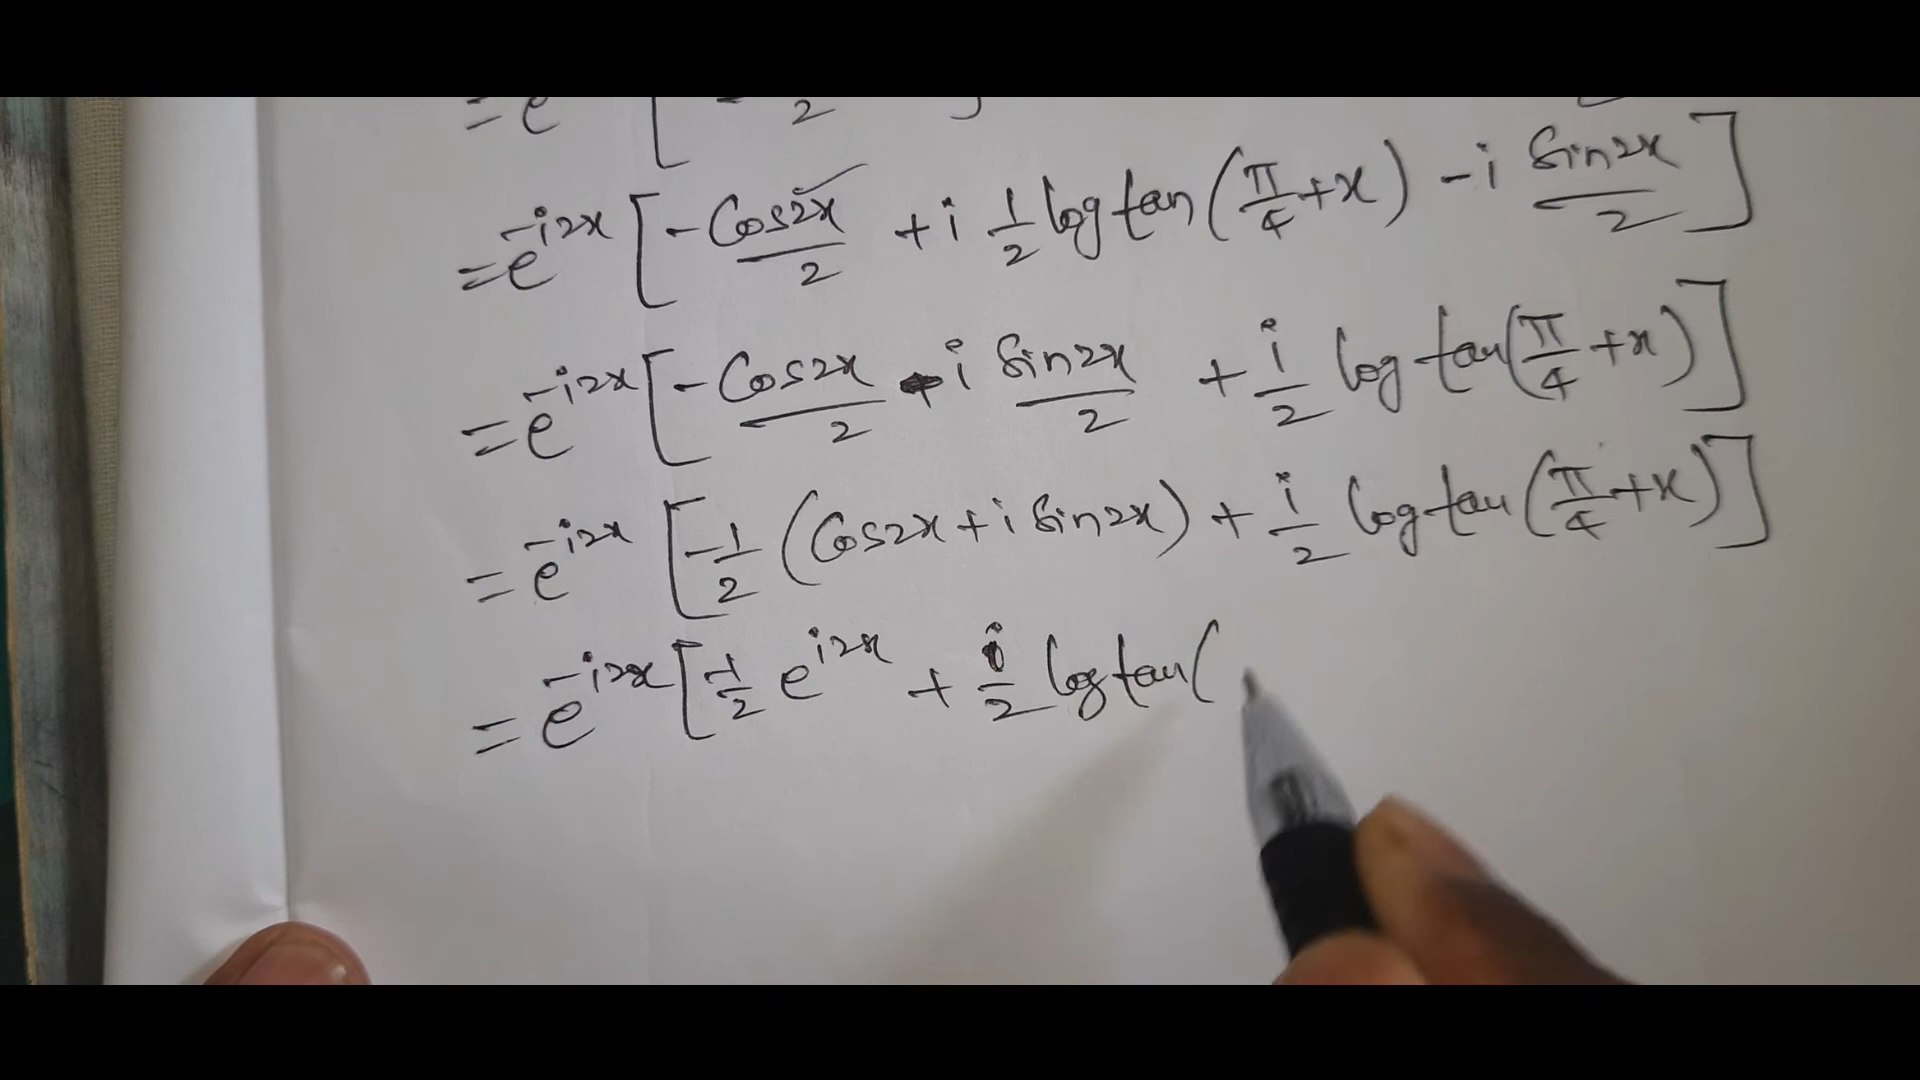 = e [ - 2 ]
= e^{-i2x} [ -Cos2x/2 + i 1/2 log tan(π/4 + x) - i Sin2x/2 ]
= e^{-i2x} [ -Cos2x/2 - i Sin2x/2 + i/2 log tan(π/4 + x) ]
= e^{-i2x} [ -1/2 (Cos2x + i Sin2x) + i/2 log tan(π/4 + x) ]
= e^{-i2x} [ -1/2 e^{i2x} + i/2 log tan(